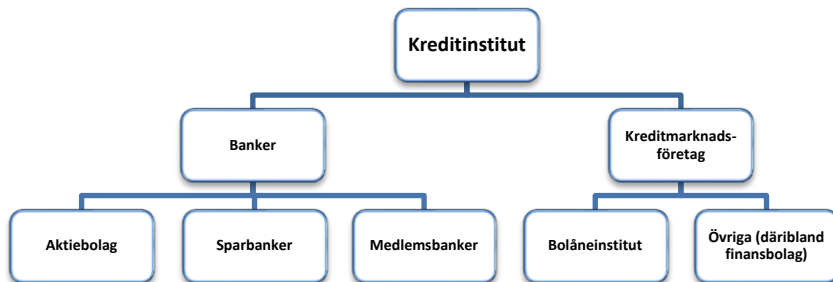 Kreditinstitut
Banker
Kreditmarknads-
företag
Aktiebolag
Sparbanker
Medlemsbanker
Bolåneinstitut
Övriga (däribland
finansbolag)